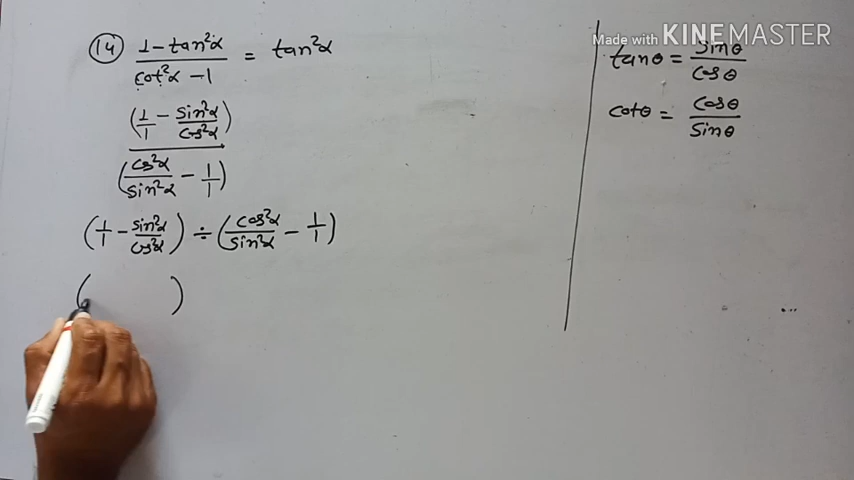 Made with KINEMASTER
(14) (1 - tan²α)/(cot²α - 1) = tan²α
(1/1 - sin²α/cos²α)/(cos²α/sin²α - 1/1)
(1/1 - sin²α/cos²α) ÷ (cos²α/sin²α - 1/1)
( )
tanθ = sinθ/cosθ
cotθ = cosθ/sinθ